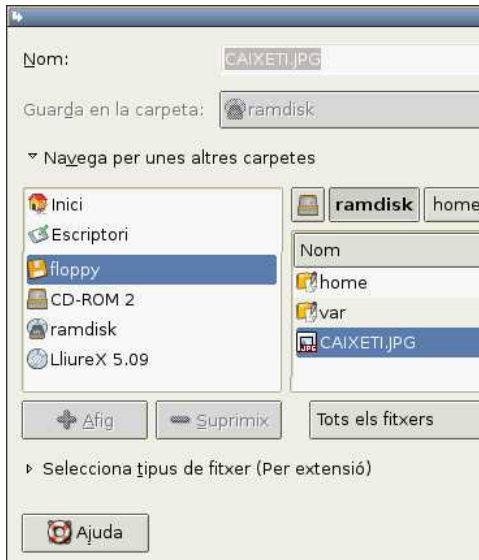 Nom: CAIXETI.JPG
Guarda en la carpeta: ramdisk
Navega per unes altres carpetes
Inici
Escriptori
floppy
CD-ROM 2
ramdisk
LliureX 5.09
ramdisk home
Nom
home
var
CAIXETI.JPG
Afig Suprimix Tots els fitxers
Selecciona tipus de fitxer (Per extensió)
Ajuda